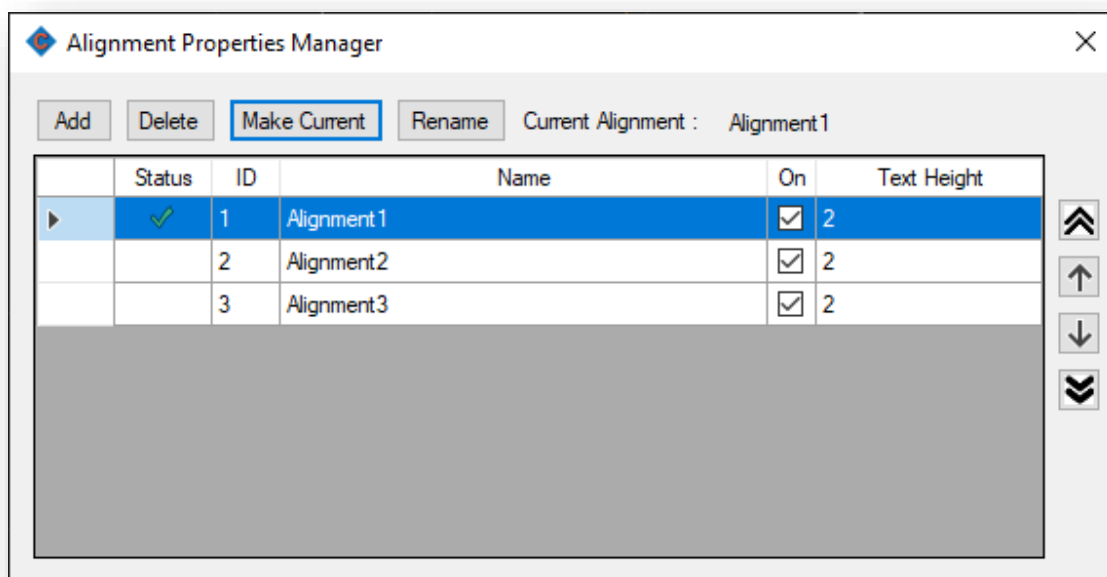 Alignment Properties Manager
Add Delete Make Current Rename Current Alignment : Alignment1
Status ID Name On Text Height
1 Alignment1 2
2 Alignment2 2
3 Alignment3 2